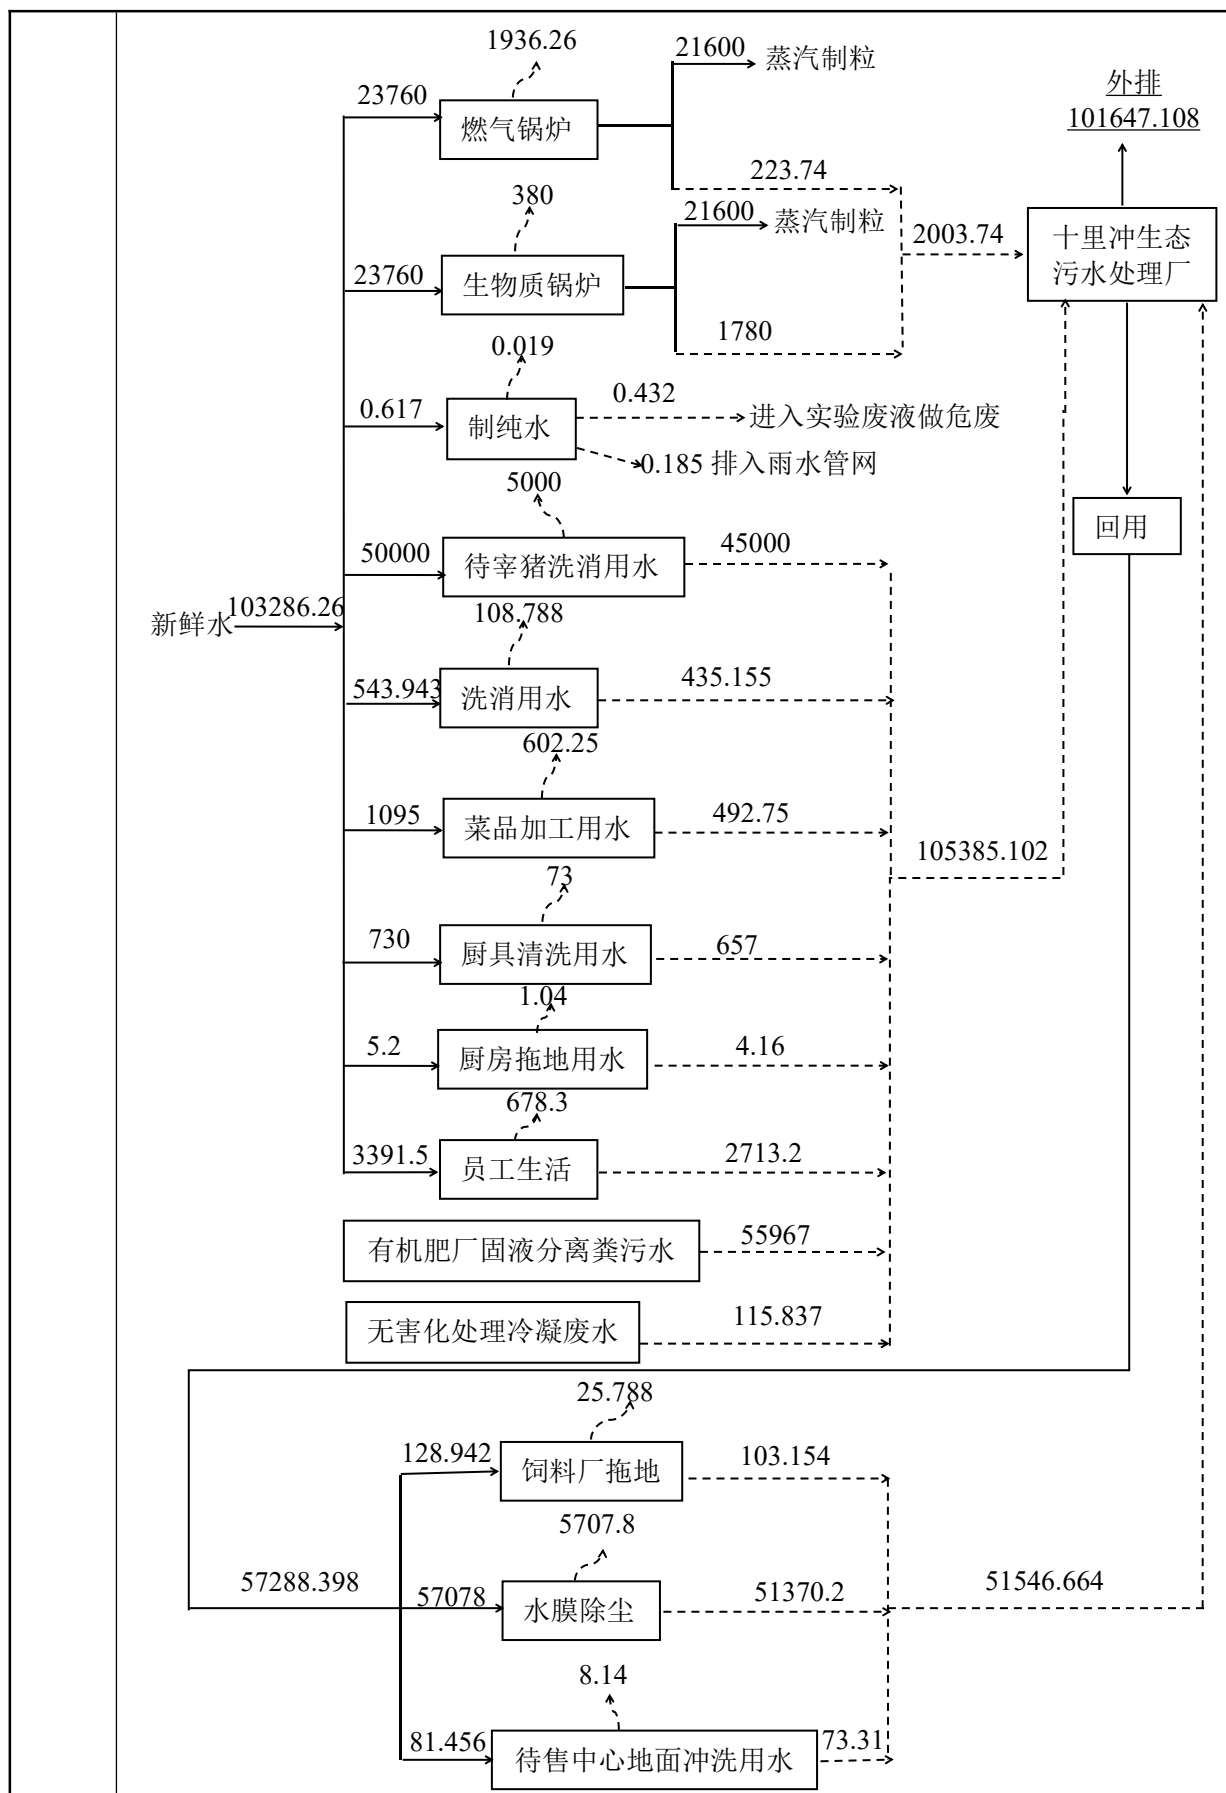 1936.26
21600
蒸汽制粒
23760
燃气锅炉
223.74
外排
101647.108
380
21600
蒸汽制粒
2003.74
十里冲生态
污水处理厂
23760
生物质锅炉
1780
0.019
0.617
制纯水
0.432
进入实验废液做危废
0.185 排入雨水管网
回用
5000
50000
待宰猪洗消用水
45000
新鲜水
103286.26
108.788
543.943
洗消用水
435.155
602.25
1095
菜品加工用水
492.75
105385.102
73
730
厨具清洗用水
657
1.04
5.2
厨房拖地用水
4.16
678.3
3391.5
员工生活
2713.2
有机肥厂固液分离粪污水
55967
无害化处理冷凝废水
115.837
25.788
128.942
饲料厂拖地
103.154
5707.8
57288.398
57078
水膜除尘
51370.2
51546.664
8.14
81.456
待售中心地面冲洗用水
73.31